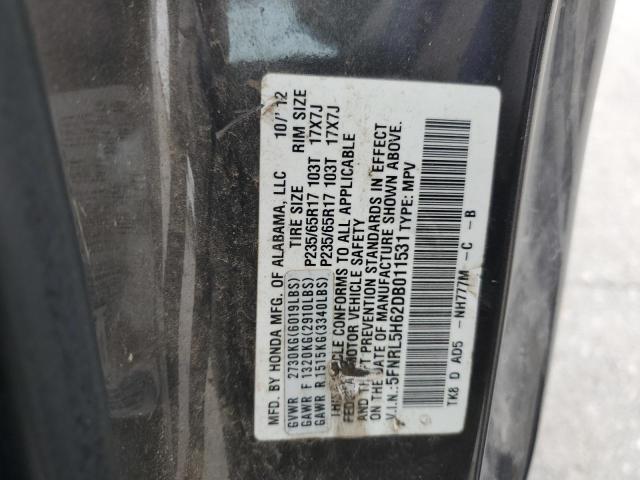 MFD. BY HONDA MFG. OF ALABAMA, LLC 10/'12
TIRE SIZE RIM SIZE
GVWR 2730KG(6019LBS)
GAWR F 1320KG(2910LBS) P235/65R17 103T 17X7J
GAWR R 1515KG(3340LBS) P235/65R17 103T 17X7J
CONFORMS TO ALL APPLICABLE
MOTOR VEHICLE SAFETY
AND PREVENTION STANDARDS IN EFFECT
ON THE DATE OF MANUFACTURE SHOWN ABOVE.
V.I.N.:5FNRL5H62DB011531 TYPE: MPV
TK8 D AD5 -NH777M -C -B